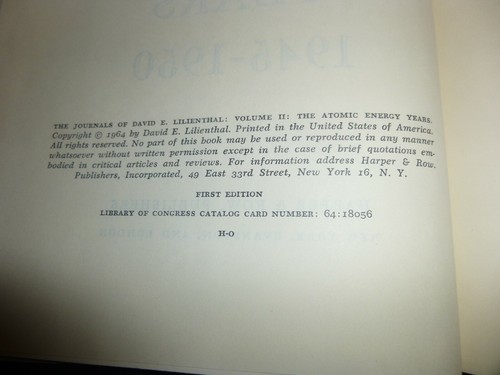 THE JOURNALS OF DAVID E. LILIENTHAL: VOLUME II: THE ATOMIC ENERGY YEARS.
Copyright © 1964 by David E. Lilienthal. Printed in the United States of America.
All rights reserved. No part of this book may be used or reproduced in any manner
whatsoever without written permission except in the case of brief quotations em-
bodied in critical articles and reviews. For information address Harper & Row,
Publishers, Incorporated, 49 East 33rd Street, New York 16, N. Y.
FIRST EDITION
LIBRARY OF CONGRESS CATALOG CARD NUMBER: 64:18056
H-O